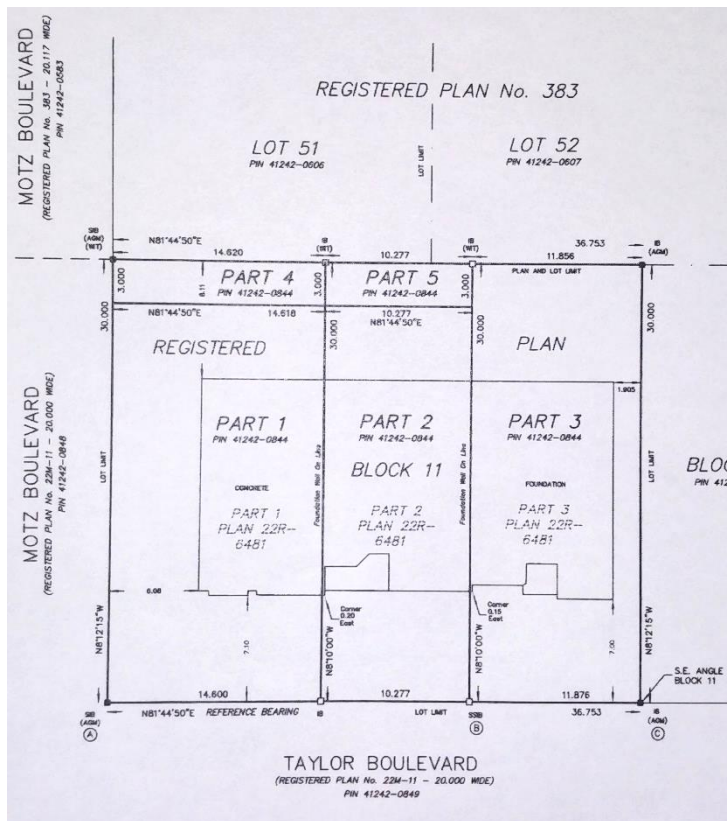 MOTZ BOULEVARD
(REGISTERED PLAN No. 383 - 20.117 WIDE)
PIN 41242-0583
REGISTERED PLAN No. 383
LOT 51
PIN 41242-0606
LOT LIMIT
LOT 52
PIN 41242-0607
SIB
(AGM)
(WIT)
N81°44'50"E
14.620
IB
(WIT)
10.277
IB
(WIT)
36.753
11.856
IB
(AGM)
PLAN AND LOT LIMIT
3.000
8.11
PART 4
PIN 41242-0844
3.000
PART 5
PIN 41242-0844
3.000
30.000
N81°44'50"E
14.618
30.000
10.277
N81°44'50"E
30.000
30.000
REGISTERED
PLAN
1.905
MOTZ BOULEVARD
(REGISTERED PLAN No. 22M-11 - 20.000 WIDE)
PIN 41242-0848
LOT LIMIT
PART 1
PIN 41242-0844
CONCRETE
PART 1
PLAN 22R-
6481
Foundation Wall On Line
PART 2
PIN 41242-0844
BLOCK 11
PART 2
PLAN 22R-
6481
Foundation Wall On Line
PART 3
PIN 41242-0844
FOUNDATION
PART 3
PLAN 22R-
6481
LOT LIMIT
BLOC
PIN 412
Corner
0.20
East
Corner
0.15
East
N8°12'15"W
7.10
N8°10'00"W
N8°10'00"W
7.00
N8°12'15"W
S.E. ANGLE
BLOCK 11
14.600
10.277
11.876
SIB
(AGM)
N81°44'50"E
REFERENCE BEARING
IB
LOT LIMIT
SSIB
36.753
IB
(AGM)
A
B
C
TAYLOR BOULEVARD
(REGISTERED PLAN No. 22M-11 - 20.000 WIDE)
PIN 41242-0849